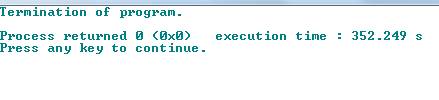 Termination of program.
Process returned 0 (0x0)   execution time : 352.249 s
Press any key to continue.